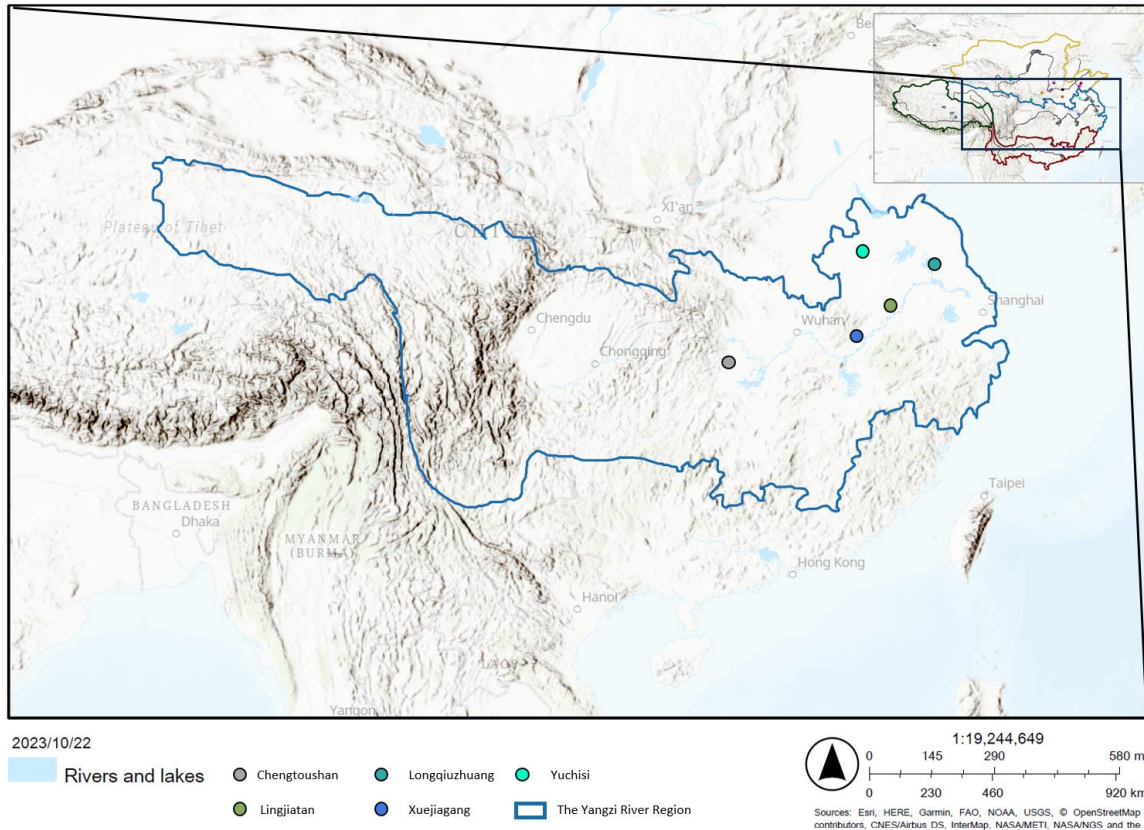 Be
XI'an
Plateau of Tibet
CHINA
Shanghai
Chengdu
Wuhan
Chongqing
Taipei
BANGLADESH
Dhaka
MYANMAR
(BURMA)
Hong Kong
Hanoi
LAOS
Yangon
2023/10/22
Rivers and lakes
Chengtoushan
Longqiuzhuang
Yuchisi
Lingjiatan
Xuejiagang
The Yangzi River Region
1:19,244,649
0 145 290 580 m
0 230 460 920 km
Sources: Esri, HERE, Garmin, FAO, NOAA, USGS, © OpenStreetMap
contributors, CNES/Airbus DS, InterMap, NASA/METI, NASA/NGS and the